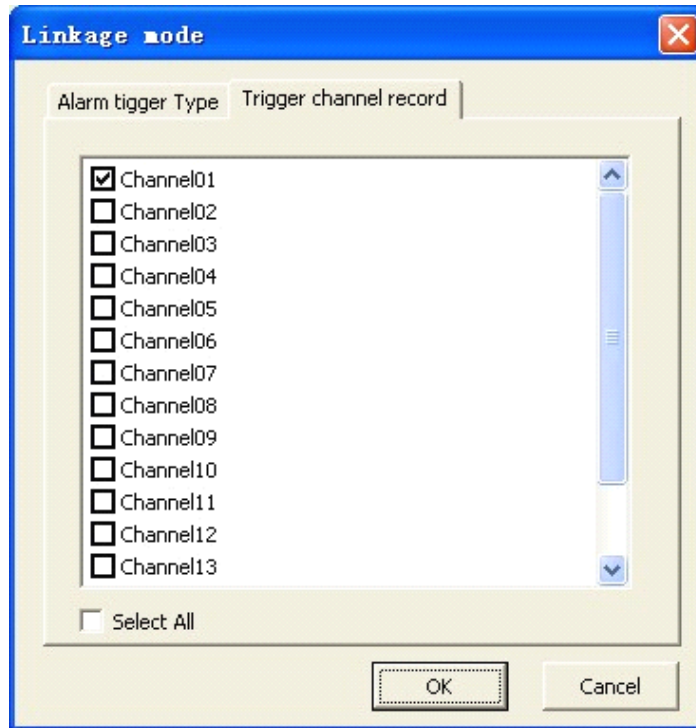 Linkage mode
Alarm tigger Type
Trigger channel record
Channel01
Channel02
Channel03
Channel04
Channel05
Channel06
Channel07
Channel08
Channel09
Channel10
Channel11
Channel12
Channel13
Select All
OK
Cancel